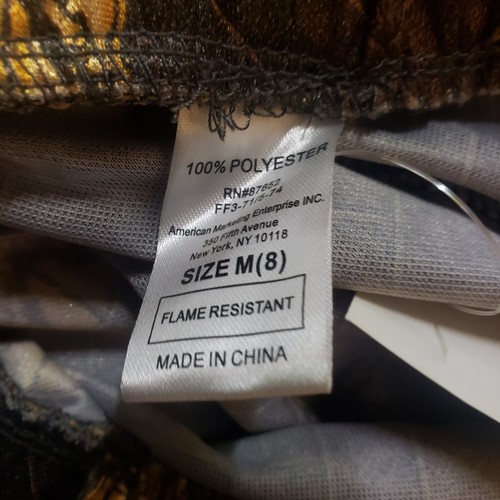 100% POLYESTER
RN#87652
FF3-71/5-74
American Marketing Enterprise INC.
350 Fifth Avenue
New York, NY 10118
SIZE M(8)
FLAME RESISTANT
MADE IN CHINA